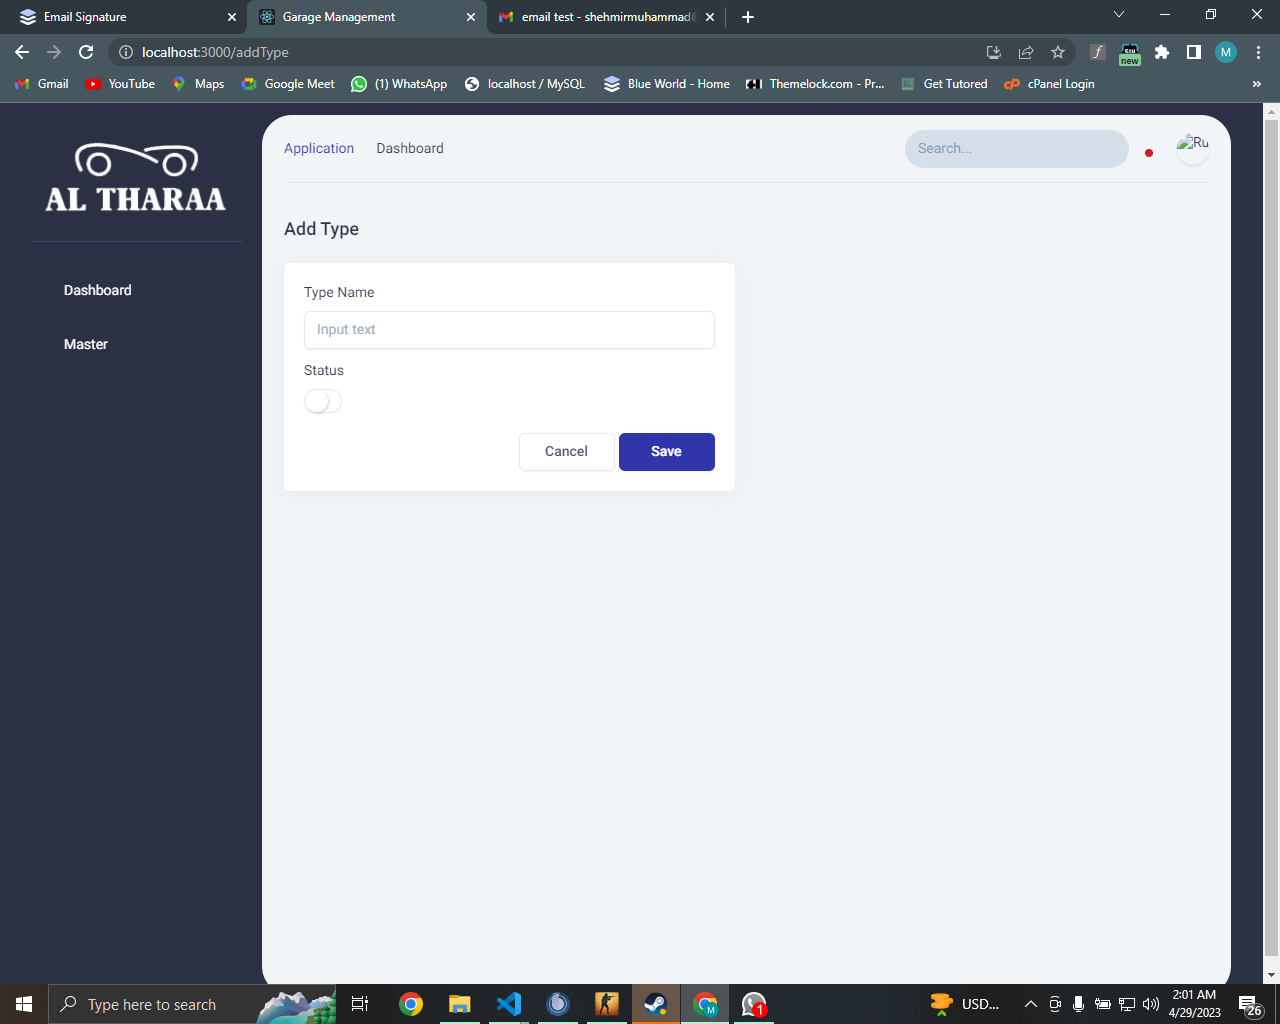 Email Signature
Garage Management
email test - shehmirmuhammad@
localhost:3000/addType
new
M
Gmail
YouTube
Maps
Google Meet
(1) WhatsApp
localhost / MySQL
Blue World - Home
Themelock.com - Pr...
Get Tutored
cPanel Login
»
AL THARAA
Application
Dashboard
Search...
Ru
Dashboard
Master
Add Type
Type Name
Input text
Status
Cancel
Save
Type here to search
M
1
USD...
2:01 AM
4/29/2023
26